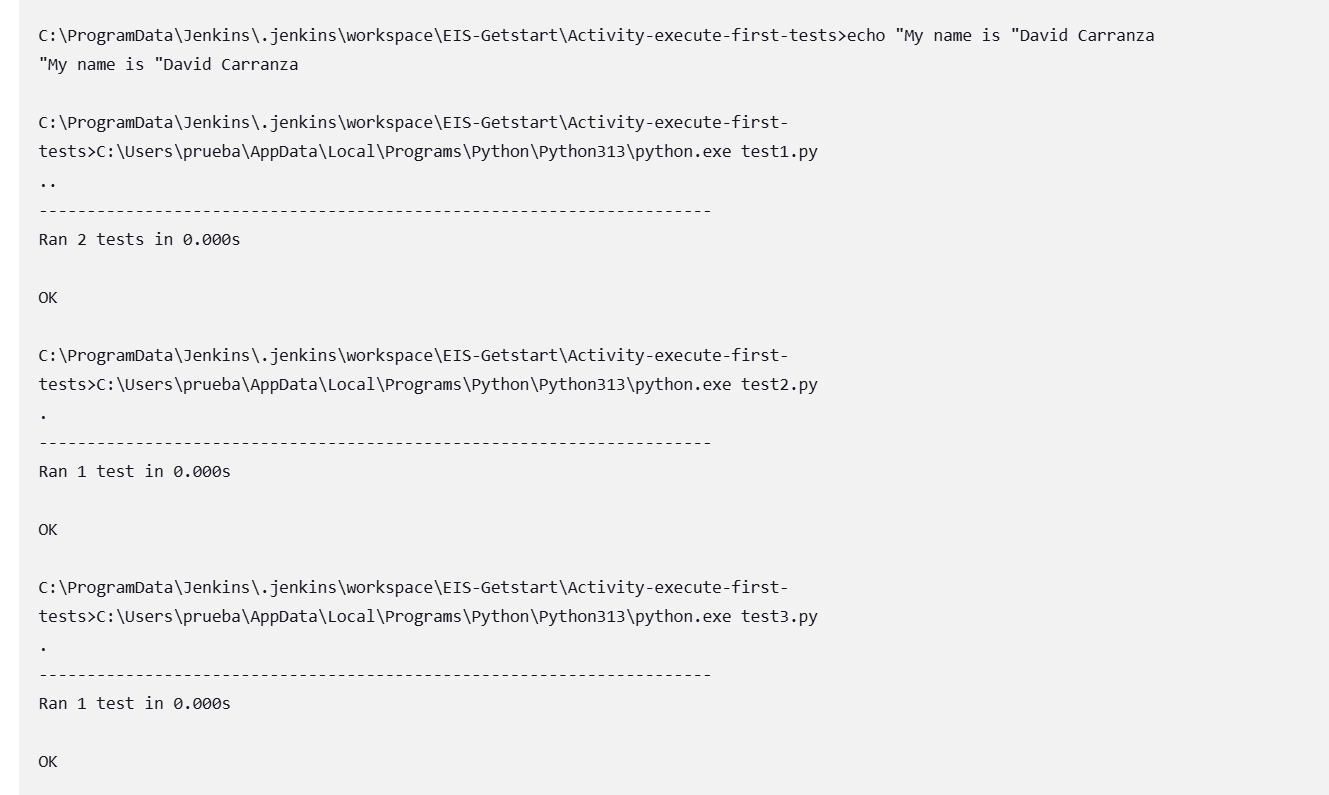 C:\ProgramData\Jenkins\.jenkins\workspace\EIS-Getstart\Activity-execute-first-tests>echo "My name is "David Carranza
"My name is "David Carranza
C:\ProgramData\Jenkins\.jenkins\workspace\EIS-Getstart\Activity-execute-first-
tests>C:\Users\prueba\AppData\Local\Programs\Python\Python313\python.exe test1.py
..
----------------------------------------------------------------------
Ran 2 tests in 0.000s
OK
C:\ProgramData\Jenkins\.jenkins\workspace\EIS-Getstart\Activity-execute-first-
tests>C:\Users\prueba\AppData\Local\Programs\Python\Python313\python.exe test2.py
.
----------------------------------------------------------------------
Ran 1 test in 0.000s
OK
C:\ProgramData\Jenkins\.jenkins\workspace\EIS-Getstart\Activity-execute-first-
tests>C:\Users\prueba\AppData\Local\Programs\Python\Python313\python.exe test3.py
.
----------------------------------------------------------------------
Ran 1 test in 0.000s
OK